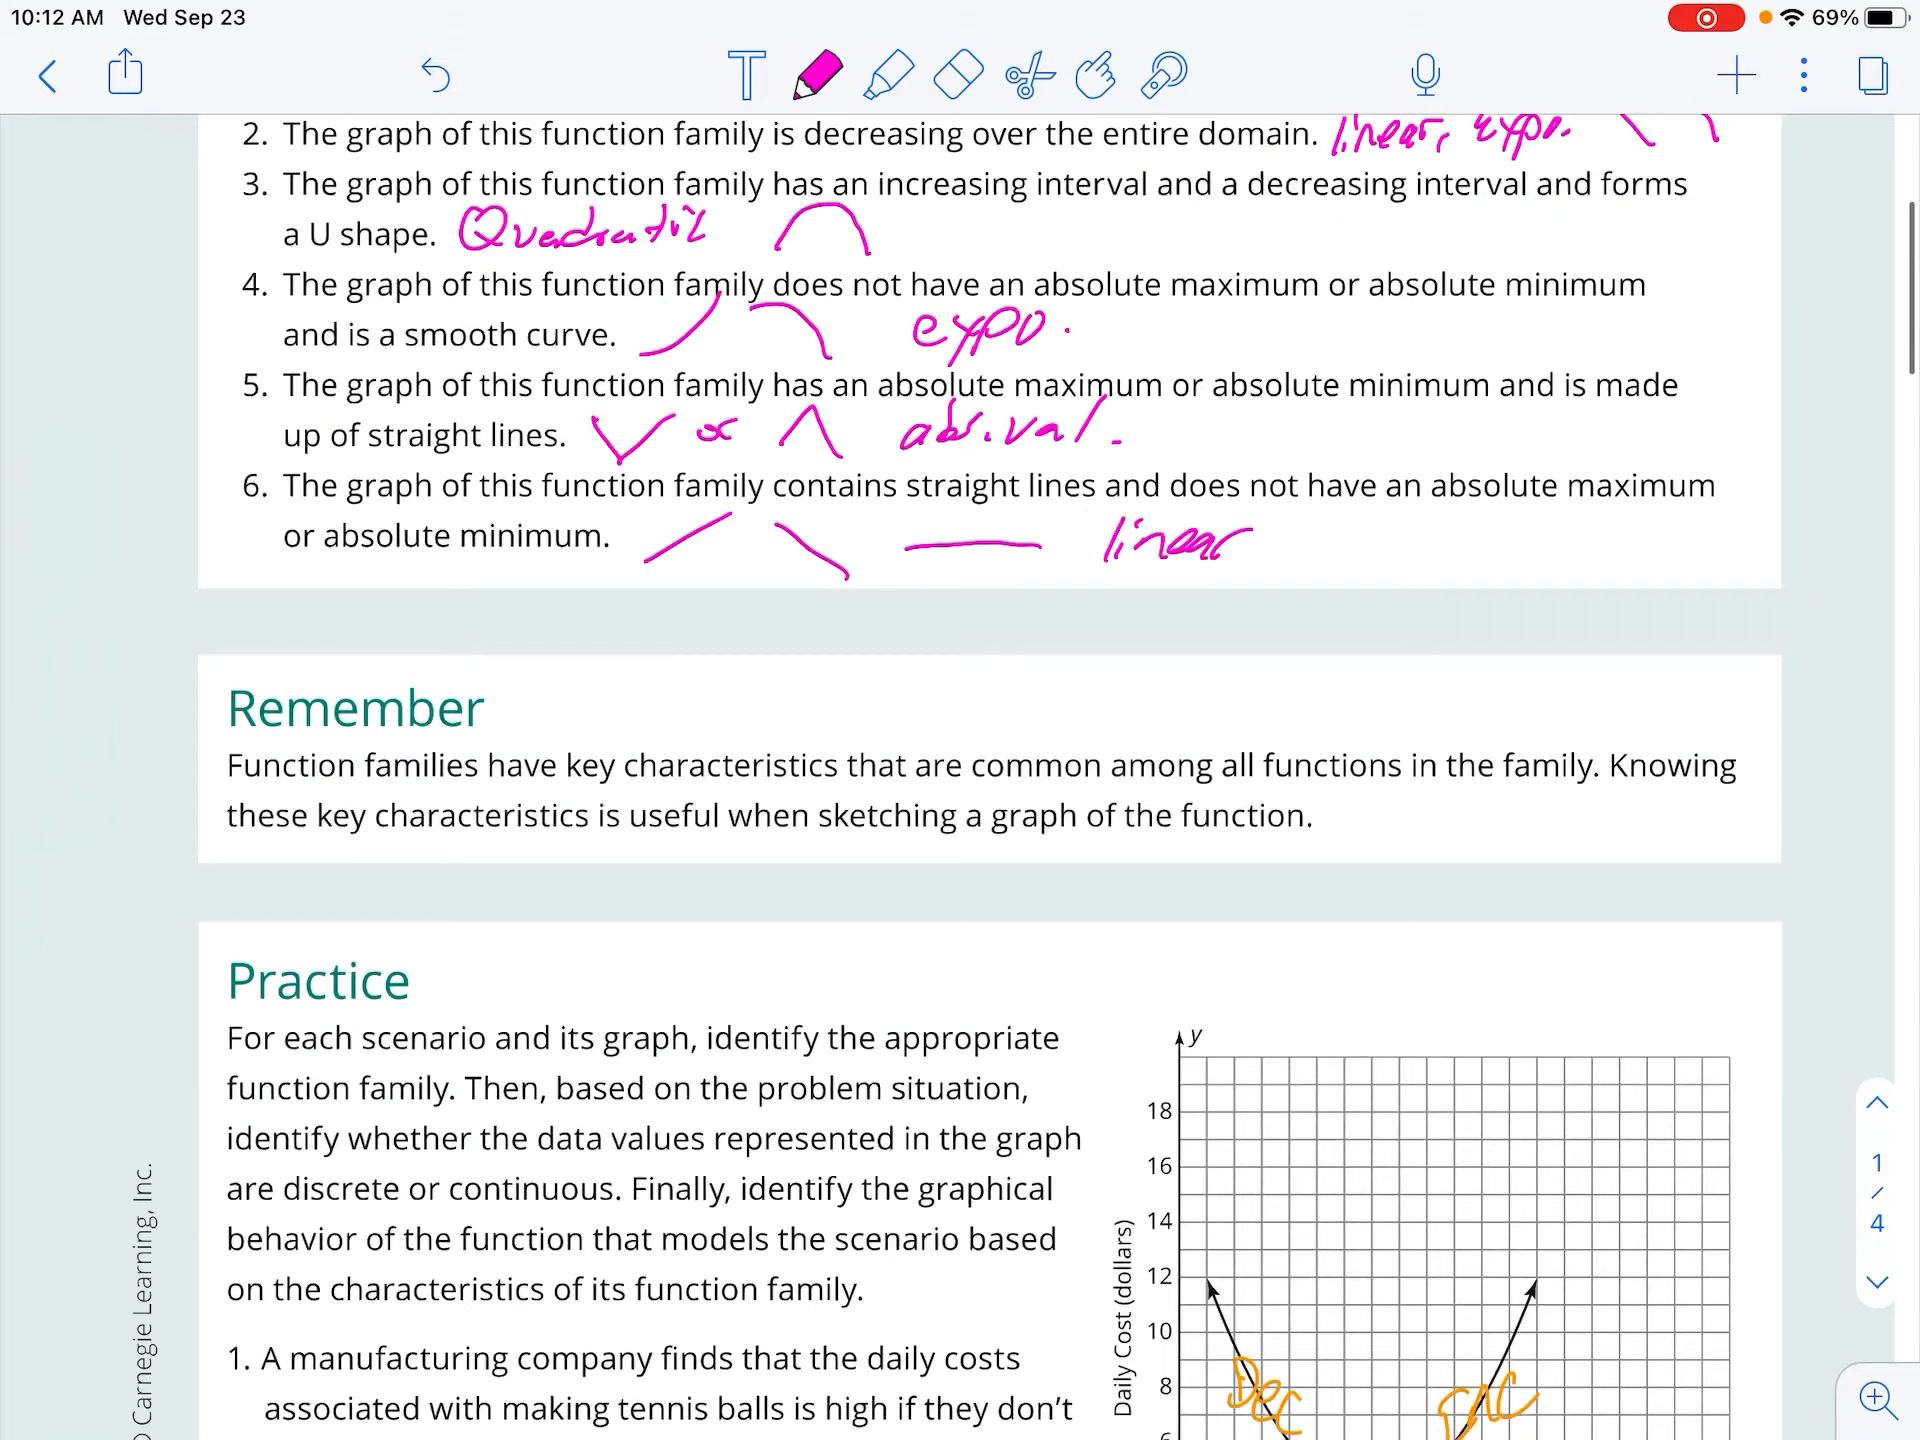 10:12 AM Wed Sep 23
69%
2. The graph of this function family is decreasing over the entire domain. linear, expo.
3. The graph of this function family has an increasing interval and a decreasing interval and forms
a U shape. Quadratic
4. The graph of this function family does not have an absolute maximum or absolute minimum
and is a smooth curve. expo.
5. The graph of this function family has an absolute maximum or absolute minimum and is made
up of straight lines. or abs. val.
6. The graph of this function family contains straight lines and does not have an absolute maximum
or absolute minimum. linear
Remember
Function families have key characteristics that are common among all functions in the family. Knowing
these key characteristics is useful when sketching a graph of the function.
Practice
For each scenario and its graph, identify the appropriate
function family. Then, based on the problem situation,
identify whether the data values represented in the graph
are discrete or continuous. Finally, identify the graphical
behavior of the function that models the scenario based
on the characteristics of its function family.
1. A manufacturing company finds that the daily costs
associated with making tennis balls is high if they don't
y
18
16
14
12
10
8
Daily Cost (dollars)
Dec
INC
Carnegie Learning, Inc.
1
/
4